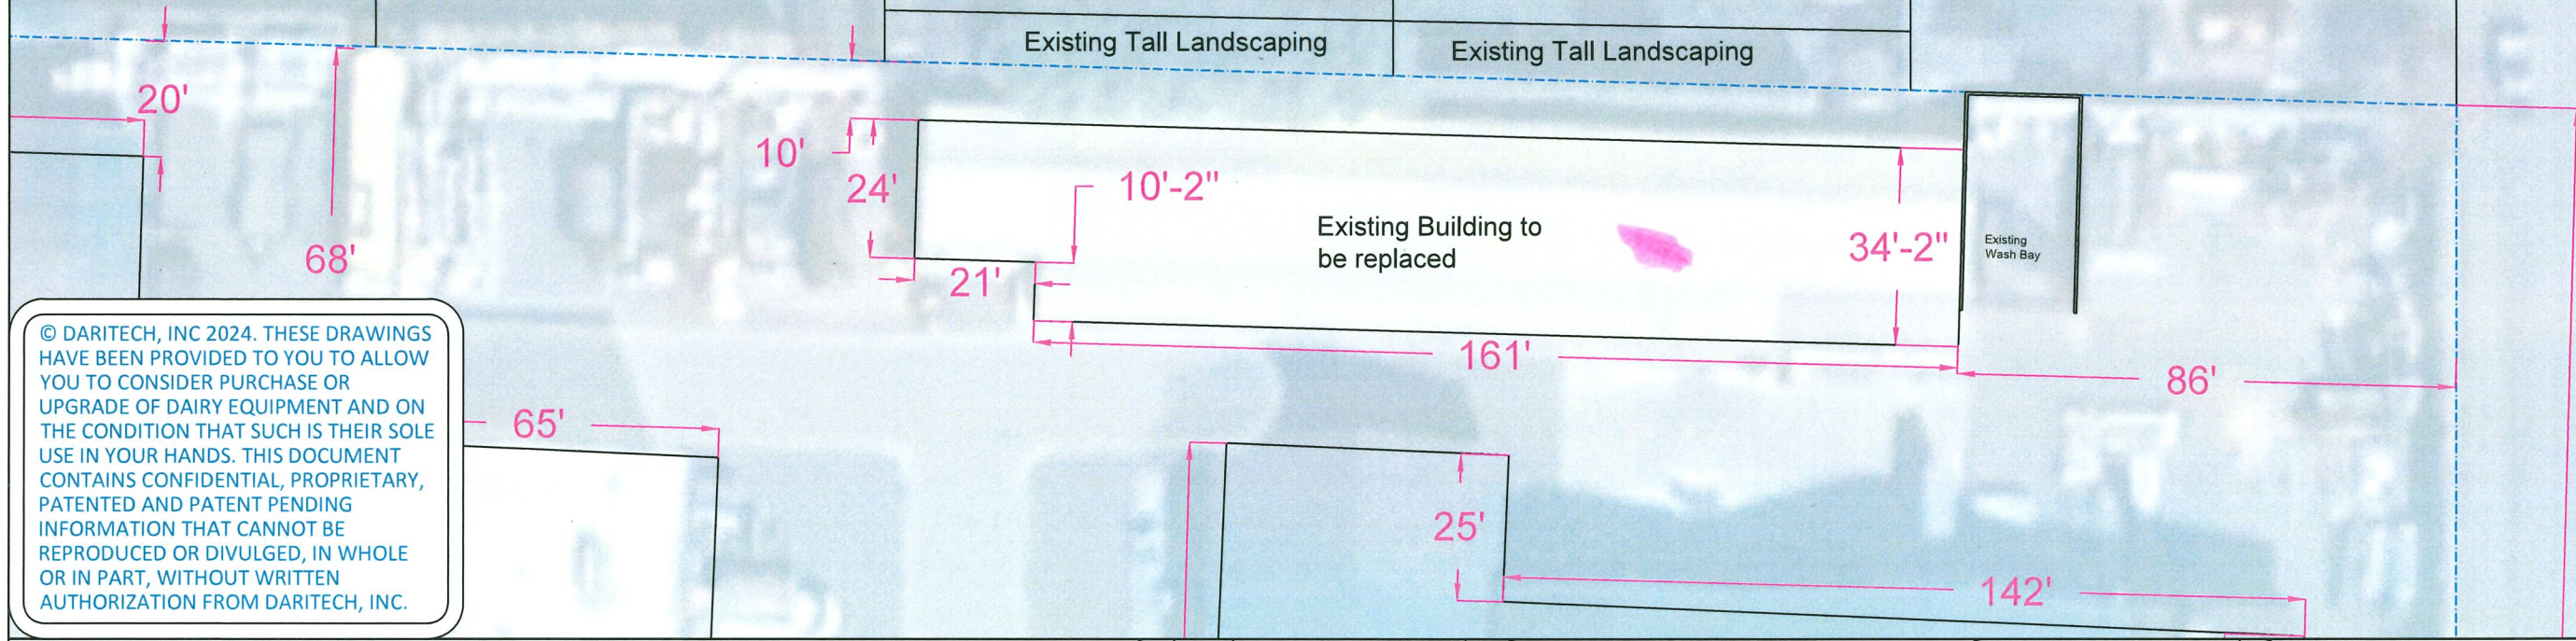 Existing Tall Landscaping
Existing Tall Landscaping
20'
10'
24'
10'-2"
68'
21'
Existing Building to
be replaced
34'-2"
Existing
Wash Bay
161'
86'
© DARITECH, INC 2024. THESE DRAWINGS
HAVE BEEN PROVIDED TO YOU TO ALLOW
YOU TO CONSIDER PURCHASE OR
UPGRADE OF DAIRY EQUIPMENT AND ON
THE CONDITION THAT SUCH IS THEIR SOLE
USE IN YOUR HANDS. THIS DOCUMENT
CONTAINS CONFIDENTIAL, PROPRIETARY,
PATENTED AND PATENT PENDING
INFORMATION THAT CANNOT BE
REPRODUCED OR DIVULGED, IN WHOLE
OR IN PART, WITHOUT WRITTEN
AUTHORIZATION FROM DARITECH, INC.
65'
25'
142'